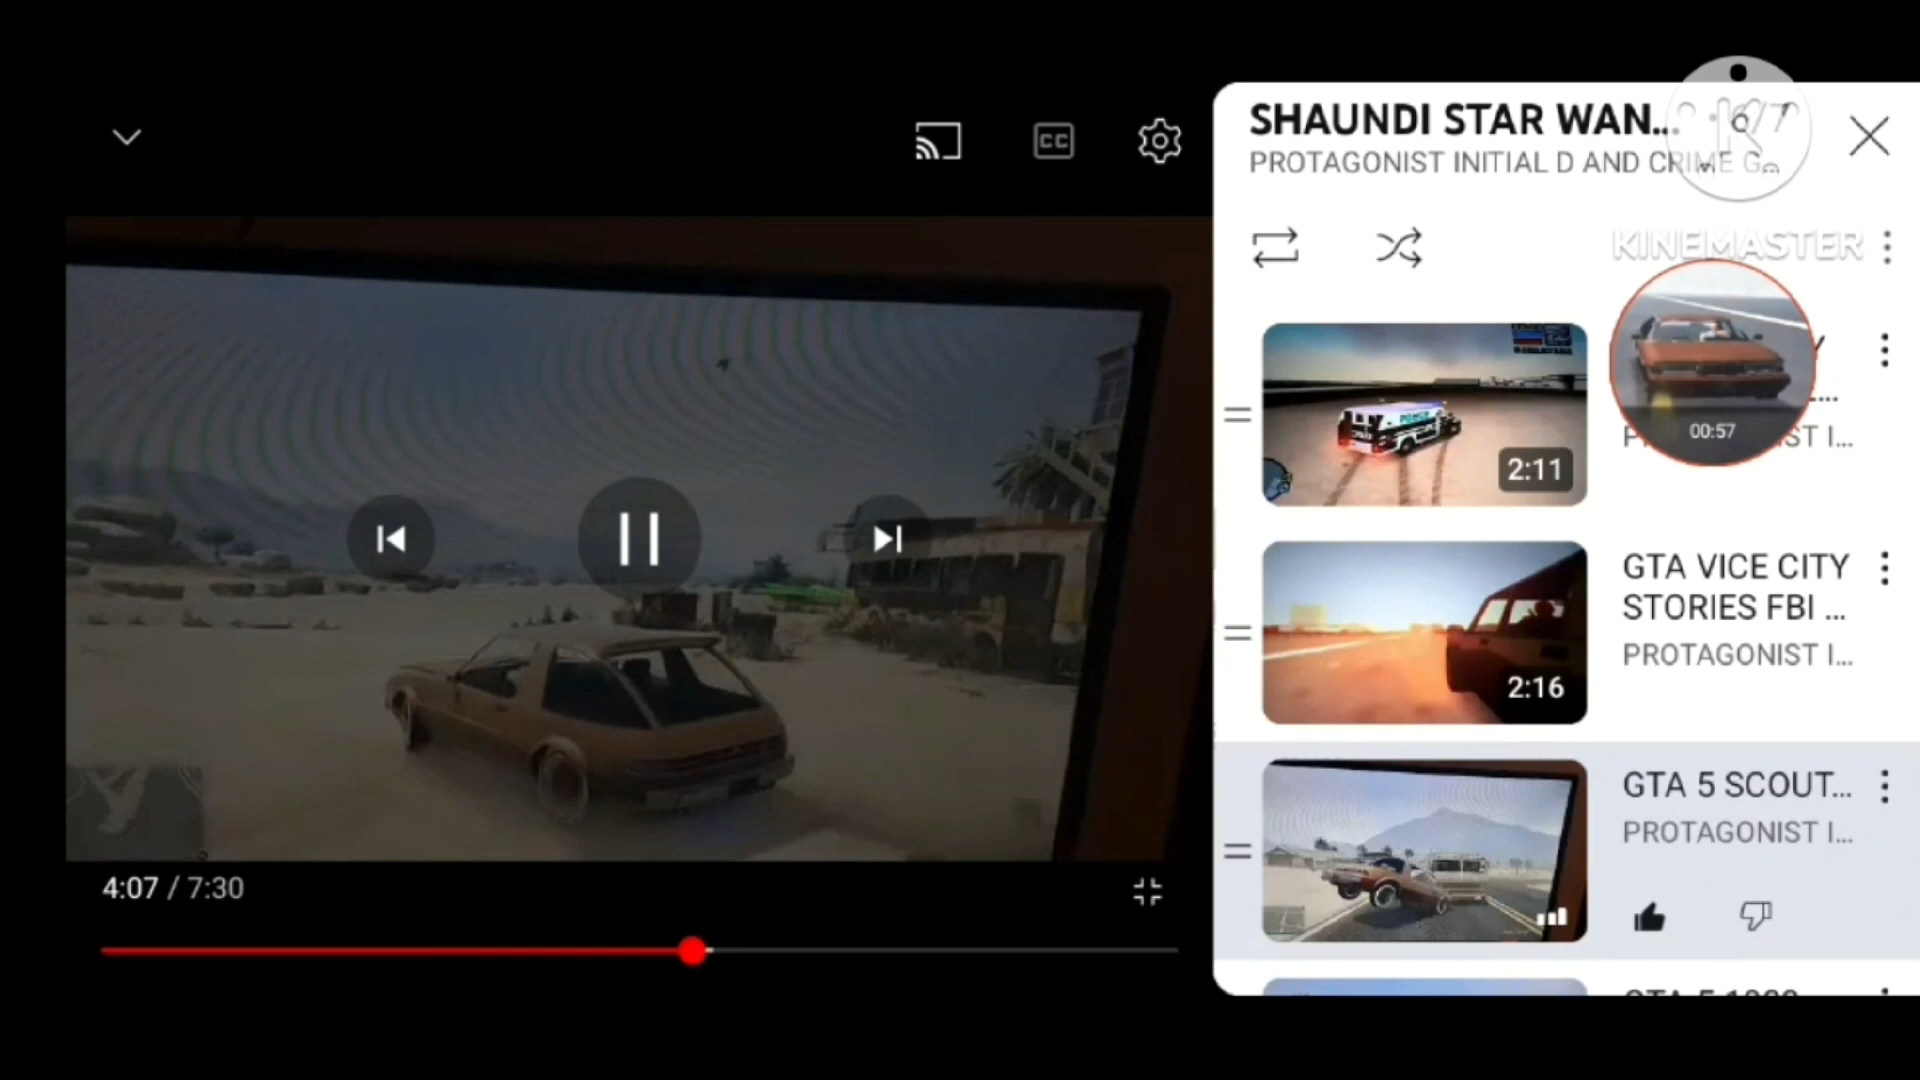 CC
SHAUNDI STAR WAN...
PROTAGONIST INITIAL D AND CRIME G...
KINEMASTER
2:11
00:57
GTA VICE CITY
STORIES FBI ...
PROTAGONIST I...
2:16
GTA 5 SCOUT...
PROTAGONIST I...
4:07 / 7:30